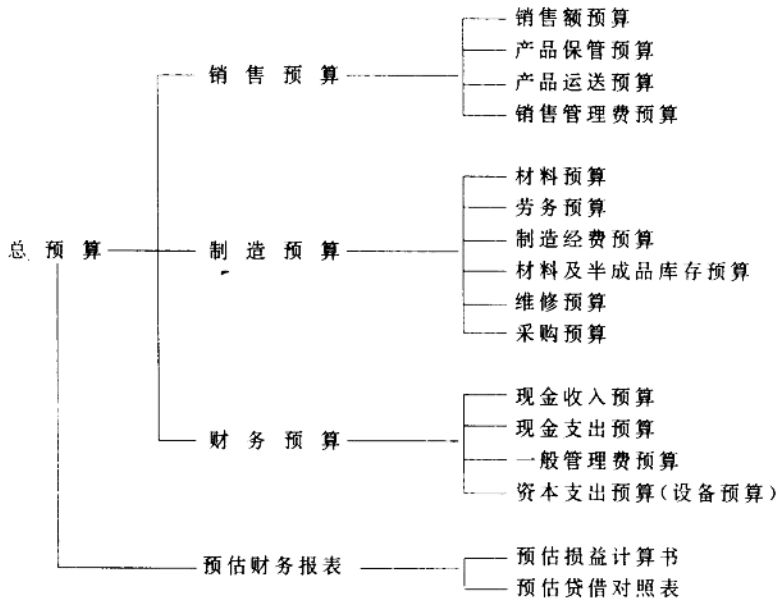 销售额预算
产品保管预算
销售预算
产品运送预算
销售管理费预算
材料预算
劳务预算
制造经费预算
总预算
制造预算
材料及半成品库存预算
维修预算
采购预算
现金收入预算
现金支出预算
财务预算
一般管理费预算
资本支出预算(设备预算)
预估财务报表
预估损益计算书
预估贷借对照表